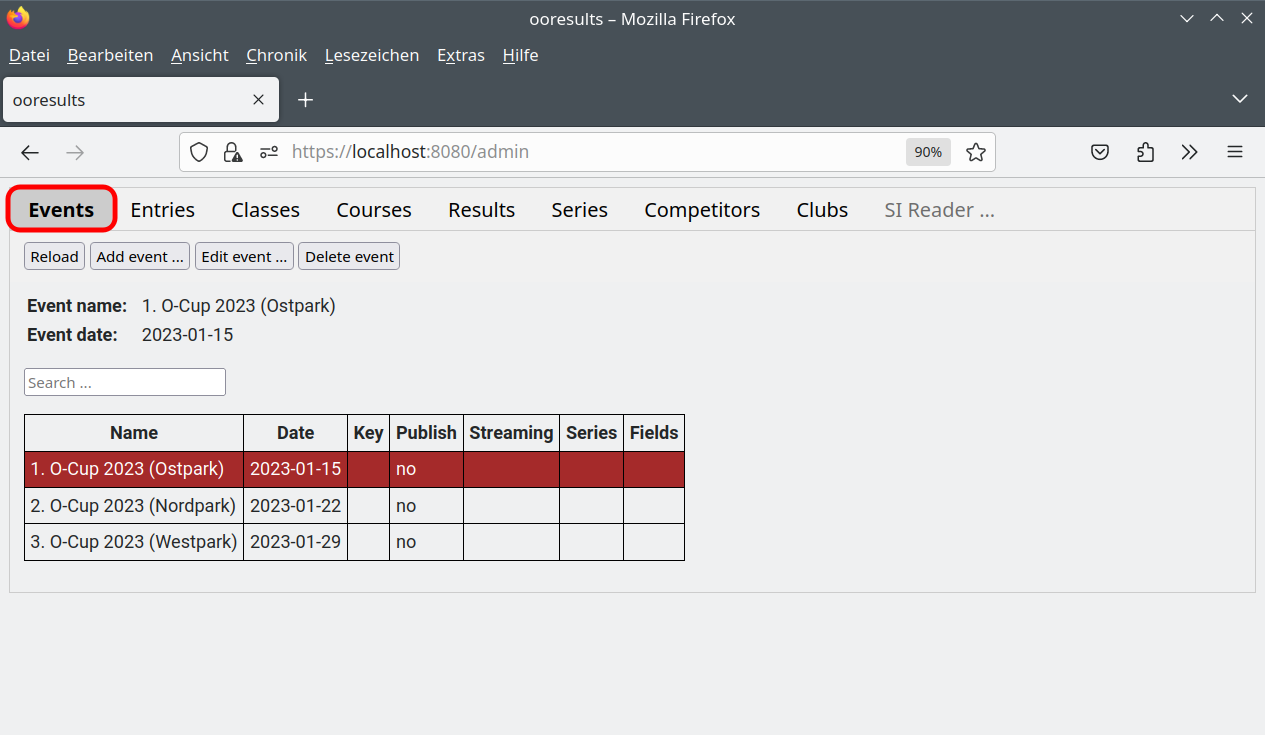 ooresults – Mozilla Firefox
Datei Bearbeiten Ansicht Chronik Lesezeichen Extras Hilfe
ooresults
https://localhost:8080/admin 90%
Events Entries Classes Courses Results Series Competitors Clubs SI Reader ...
Reload Add event ... Edit event ... Delete event
Event name: 1. O-Cup 2023 (Ostpark)
Event date: 2023-01-15
Search ...
Name Date Key Publish Streaming Series Fields
1. O-Cup 2023 (Ostpark) 2023-01-15 no
2. O-Cup 2023 (Nordpark) 2023-01-22 no
3. O-Cup 2023 (Westpark) 2023-01-29 no